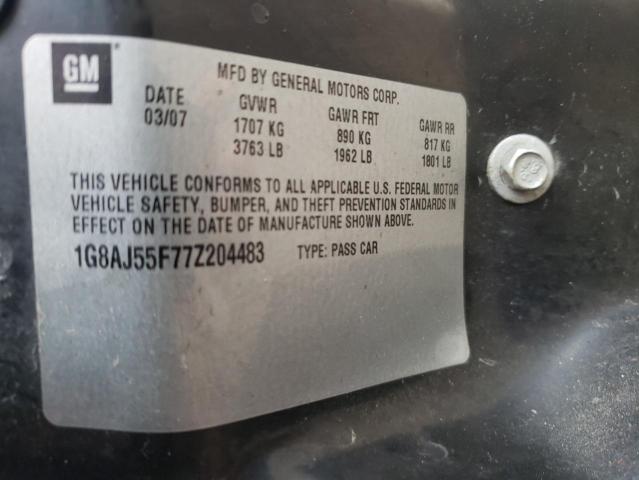 GM
MFD BY GENERAL MOTORS CORP.
DATE GVWR GAWR FRT GAWR RR
03/07 1707 KG 890 KG 817 KG
3763 LB 1962 LB 1801 LB
THIS VEHICLE CONFORMS TO ALL APPLICABLE U.S. FEDERAL MOTOR
VEHICLE SAFETY, BUMPER, AND THEFT PREVENTION STANDARDS IN
EFFECT ON THE DATE OF MANUFACTURE SHOWN ABOVE.
1G8AJ55F77Z204483 TYPE: PASS CAR